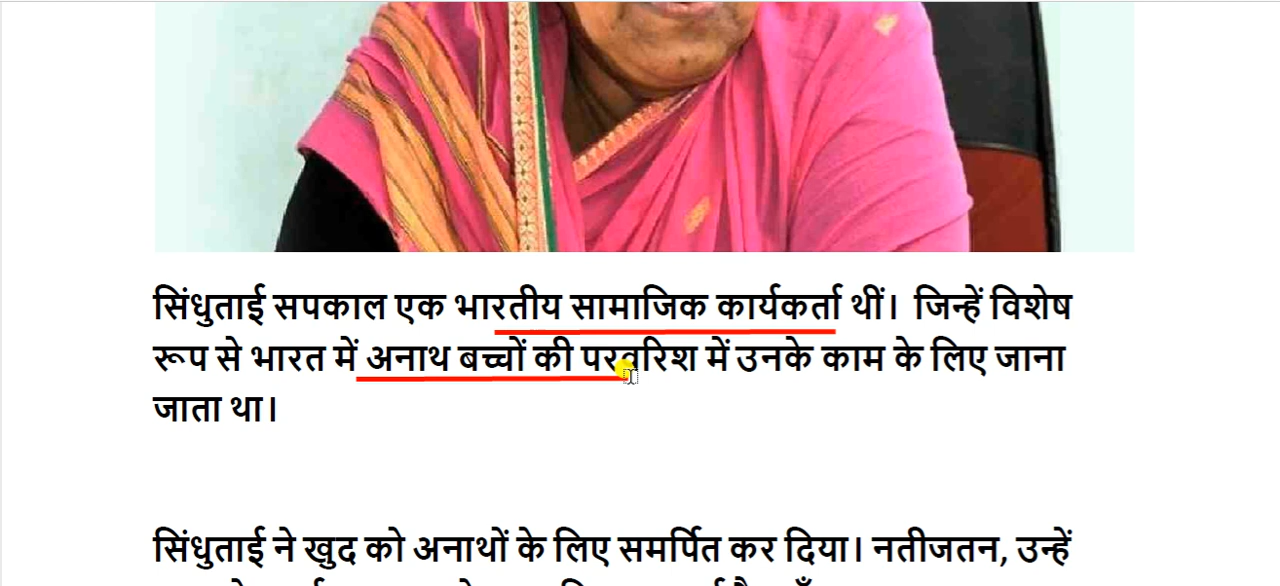 सिंधुताई सपकाल एक भारतीय सामाजिक कार्यकर्ता थीं। जिन्हें विशेष
रूप से भारत में अनाथ बच्चों की परवरिश में उनके काम के लिए जाना
जाता था।
सिंधुताई ने खुद को अनाथों के लिए समर्पित कर दिया। नतीजतन, उन्हें